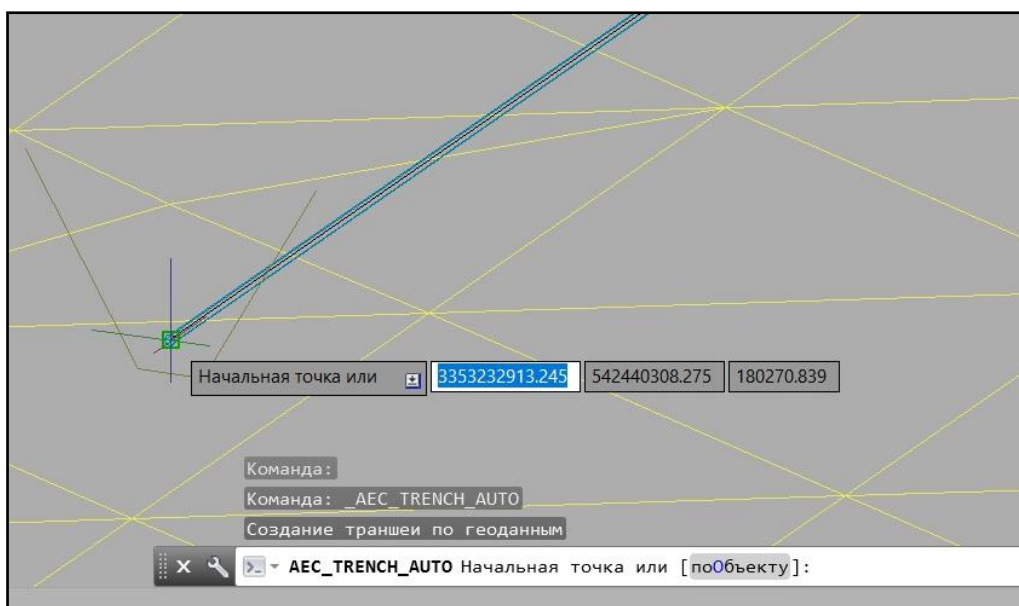 Начальная точка или 3353232913.245 542440308.275 180270.839
Команда:
Команда: _AEC_TRENCH_AUTO
Создание траншеи по геоданным
AEC_TRENCH_AUTO Начальная точка или [поОбъекту]: